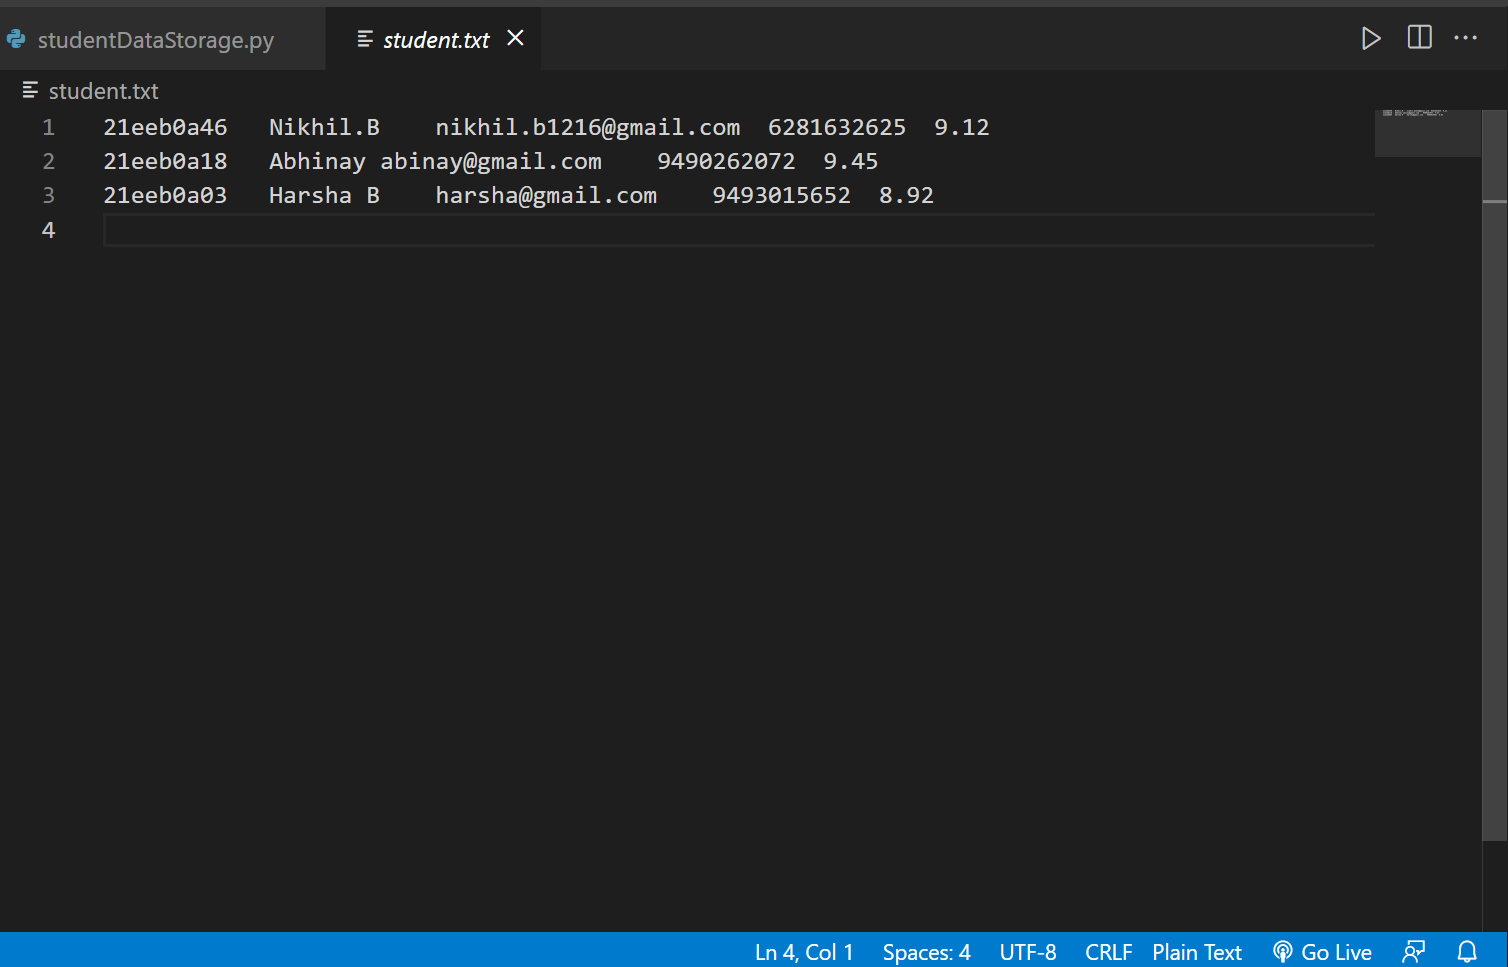 studentDataStorage.py student.txt
student.txt
1 21eeb0a46 Nikhil.B nikhil.b1216@gmail.com 6281632625 9.12
2 21eeb0a18 Abhinay abinay@gmail.com 9490262072 9.45
3 21eeb0a03 Harsha B harsha@gmail.com 9493015652 8.92
4
Ln 4, Col 1 Spaces: 4 UTF-8 CRLF Plain Text Go Live